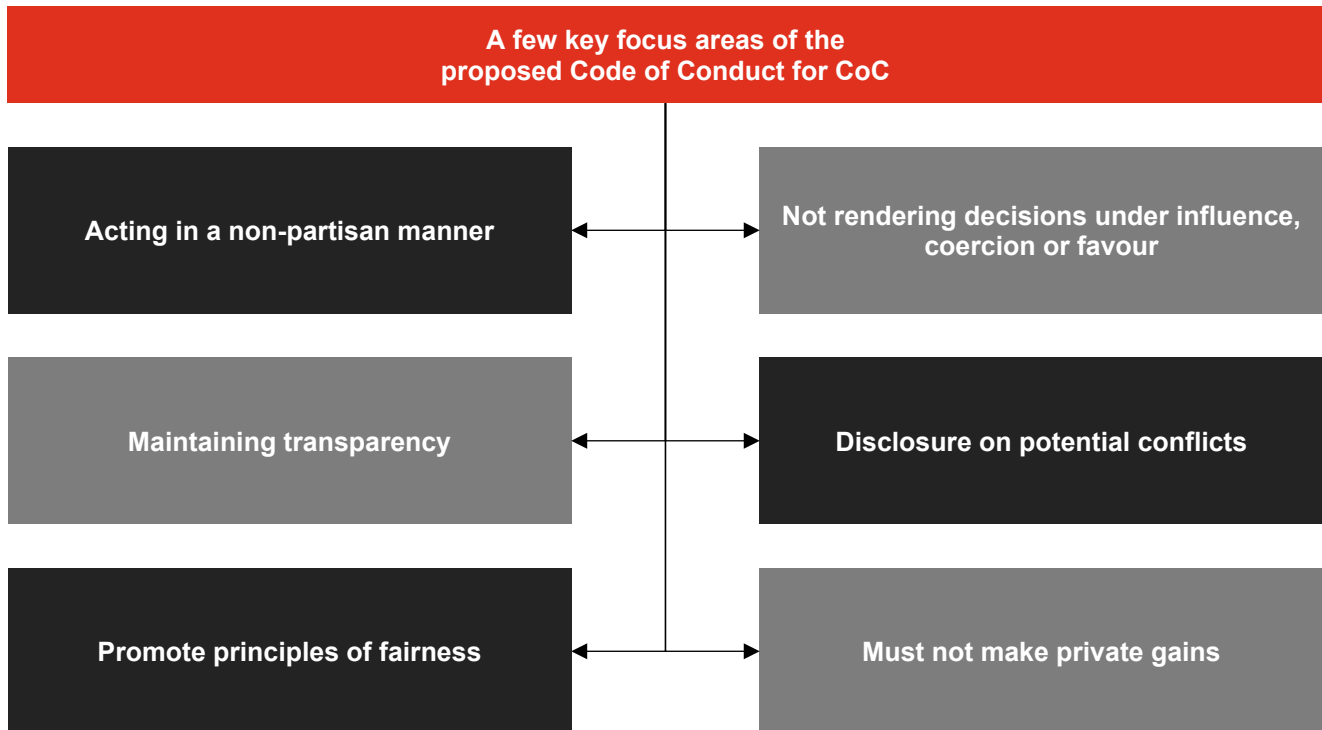 A few key focus areas of the
proposed Code of Conduct for CoC
Acting in a non-partisan manner
Not rendering decisions under influence,
coercion or favour
Maintaining transparency
Disclosure on potential conflicts
Promote principles of fairness
Must not make private gains